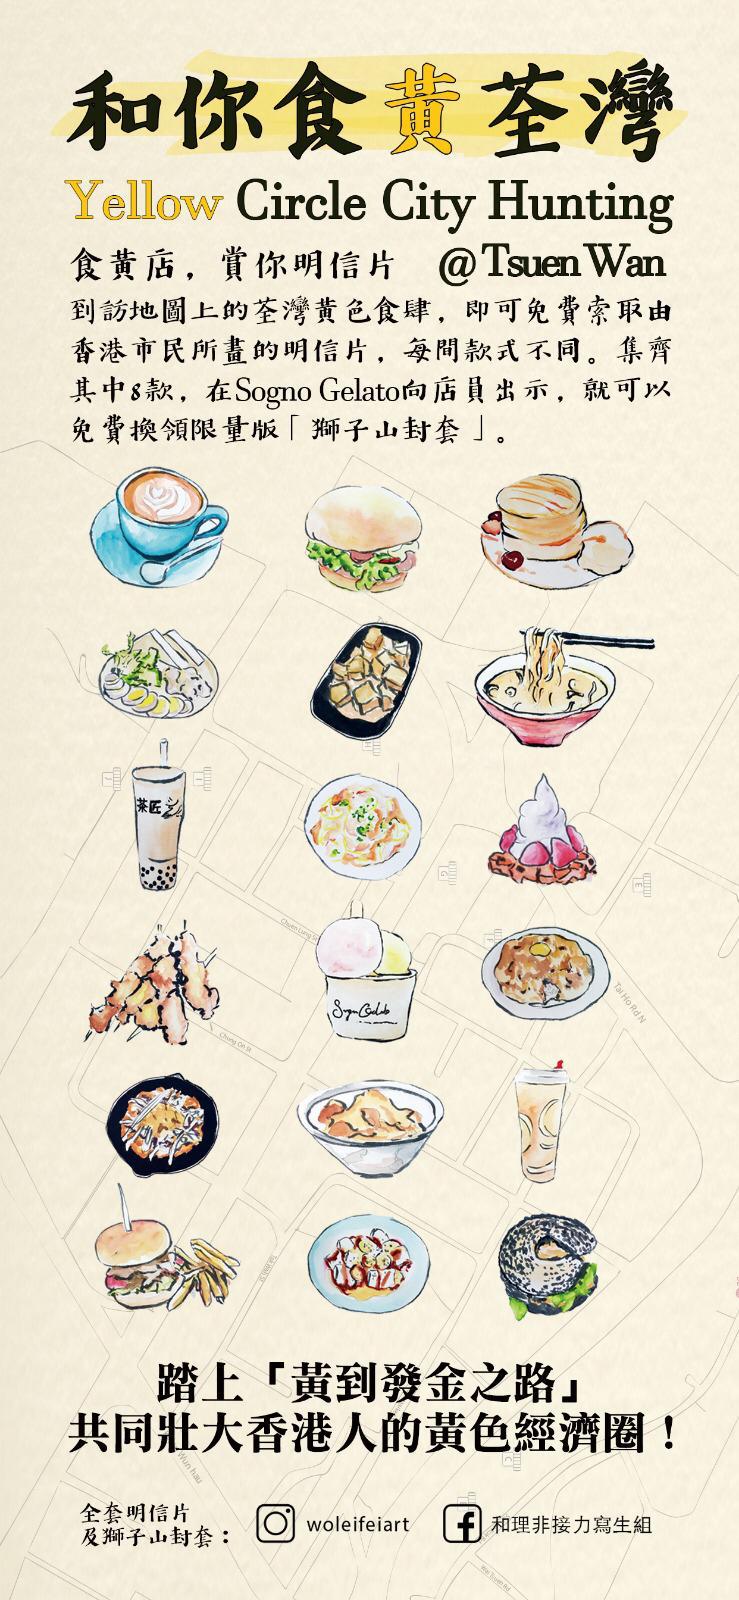 和你食黃荃灣
Yellow Circle City Hunting
食黃店，賞你明信片 @Tsuen Wan
到訪地圖上的荃灣黃色食肆，即可免費索取由
香港市民所畫的明信片，每間款式不同。集齊
其中8款，在Sogno Gelato向店員出示，就可以
免費換領限量版「獅子山封套」。
茶匠
Chuen Lung St
Tai Ho Rd N
Chung On St
踏上「黃到發金之路」
共同壯大香港人的黃色經濟圈！
全套明信片
及獅子山封套：
woleifeiart
和理非接力寫生組
Wai Tsuen Rd